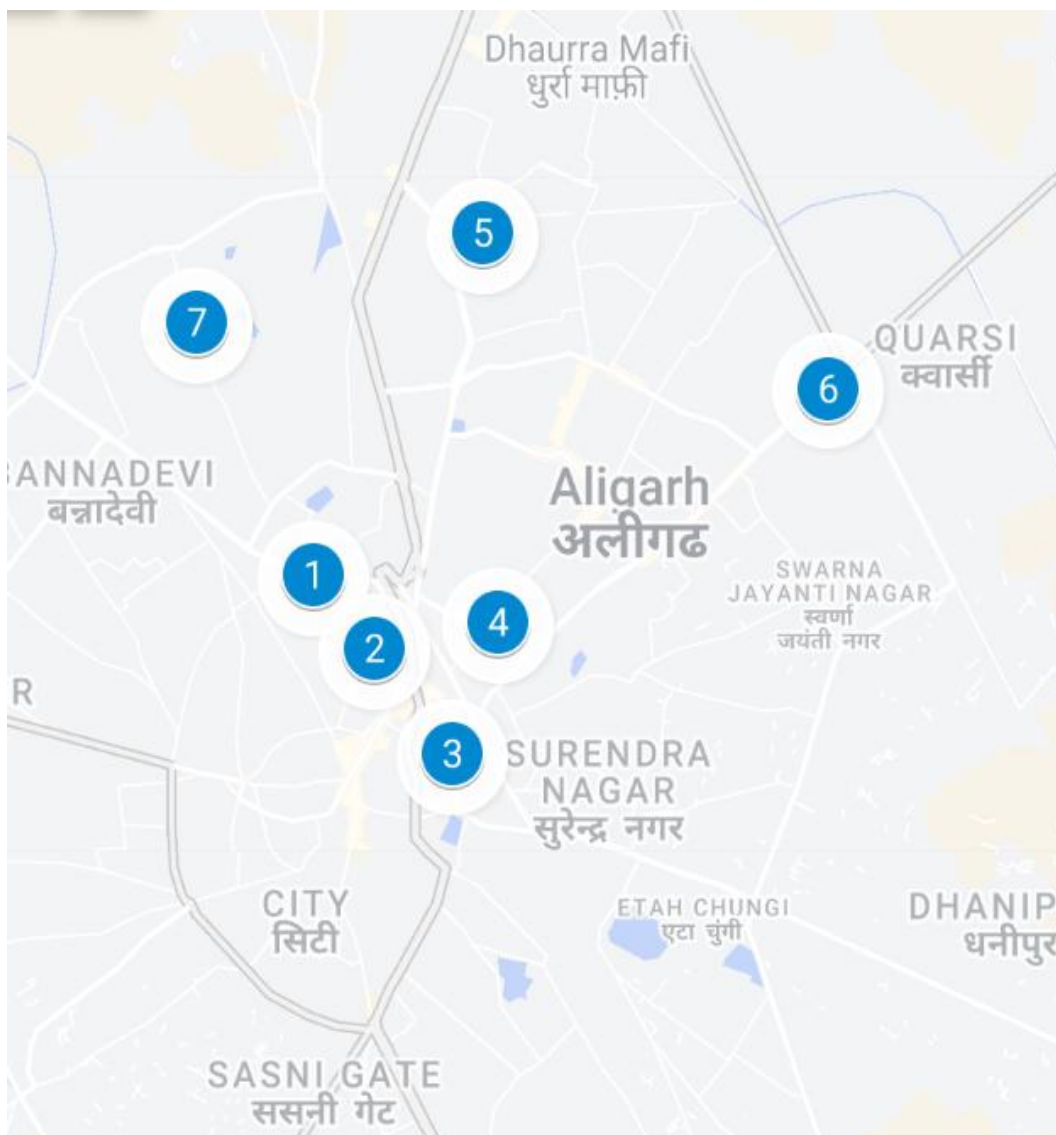 Dhaurra Mafi
धुर्रा माफ़ी
5
7
QUARSI
क्वार्सी
6
ANNADEVI
बन्नादेवी
Aligarh
अलीगढ
1
SWARNA
JAYANTI NAGAR
स्वर्णा
जयंती नगर
4
2
R
3
SURENDRA
NAGAR
सुरेन्द्र नगर
CITY
सिटी
ETAH CHUNGI
एटा चुंगी
DHANIP
धनीपुर
SASNI GATE
ससनी गेट